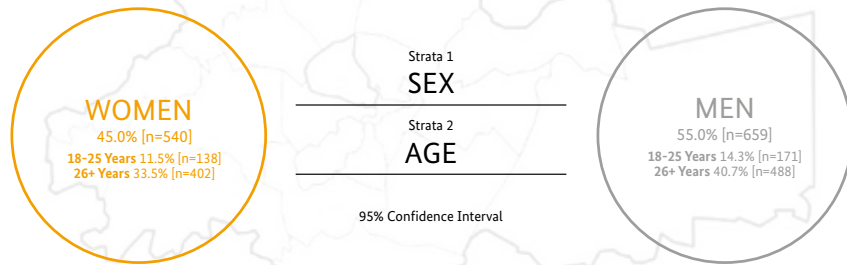 WOMEN
45.0% [n=540]
18-25 Years 11.5% [n=138]
26+ Years 33.5% [n=402]
Strata 1
SEX
Strata 2
AGE
95% Confidence Interval
MEN
55.0% [n=659]
18-25 Years 14.3% [n=171]
26+ Years 40.7% [n=488]